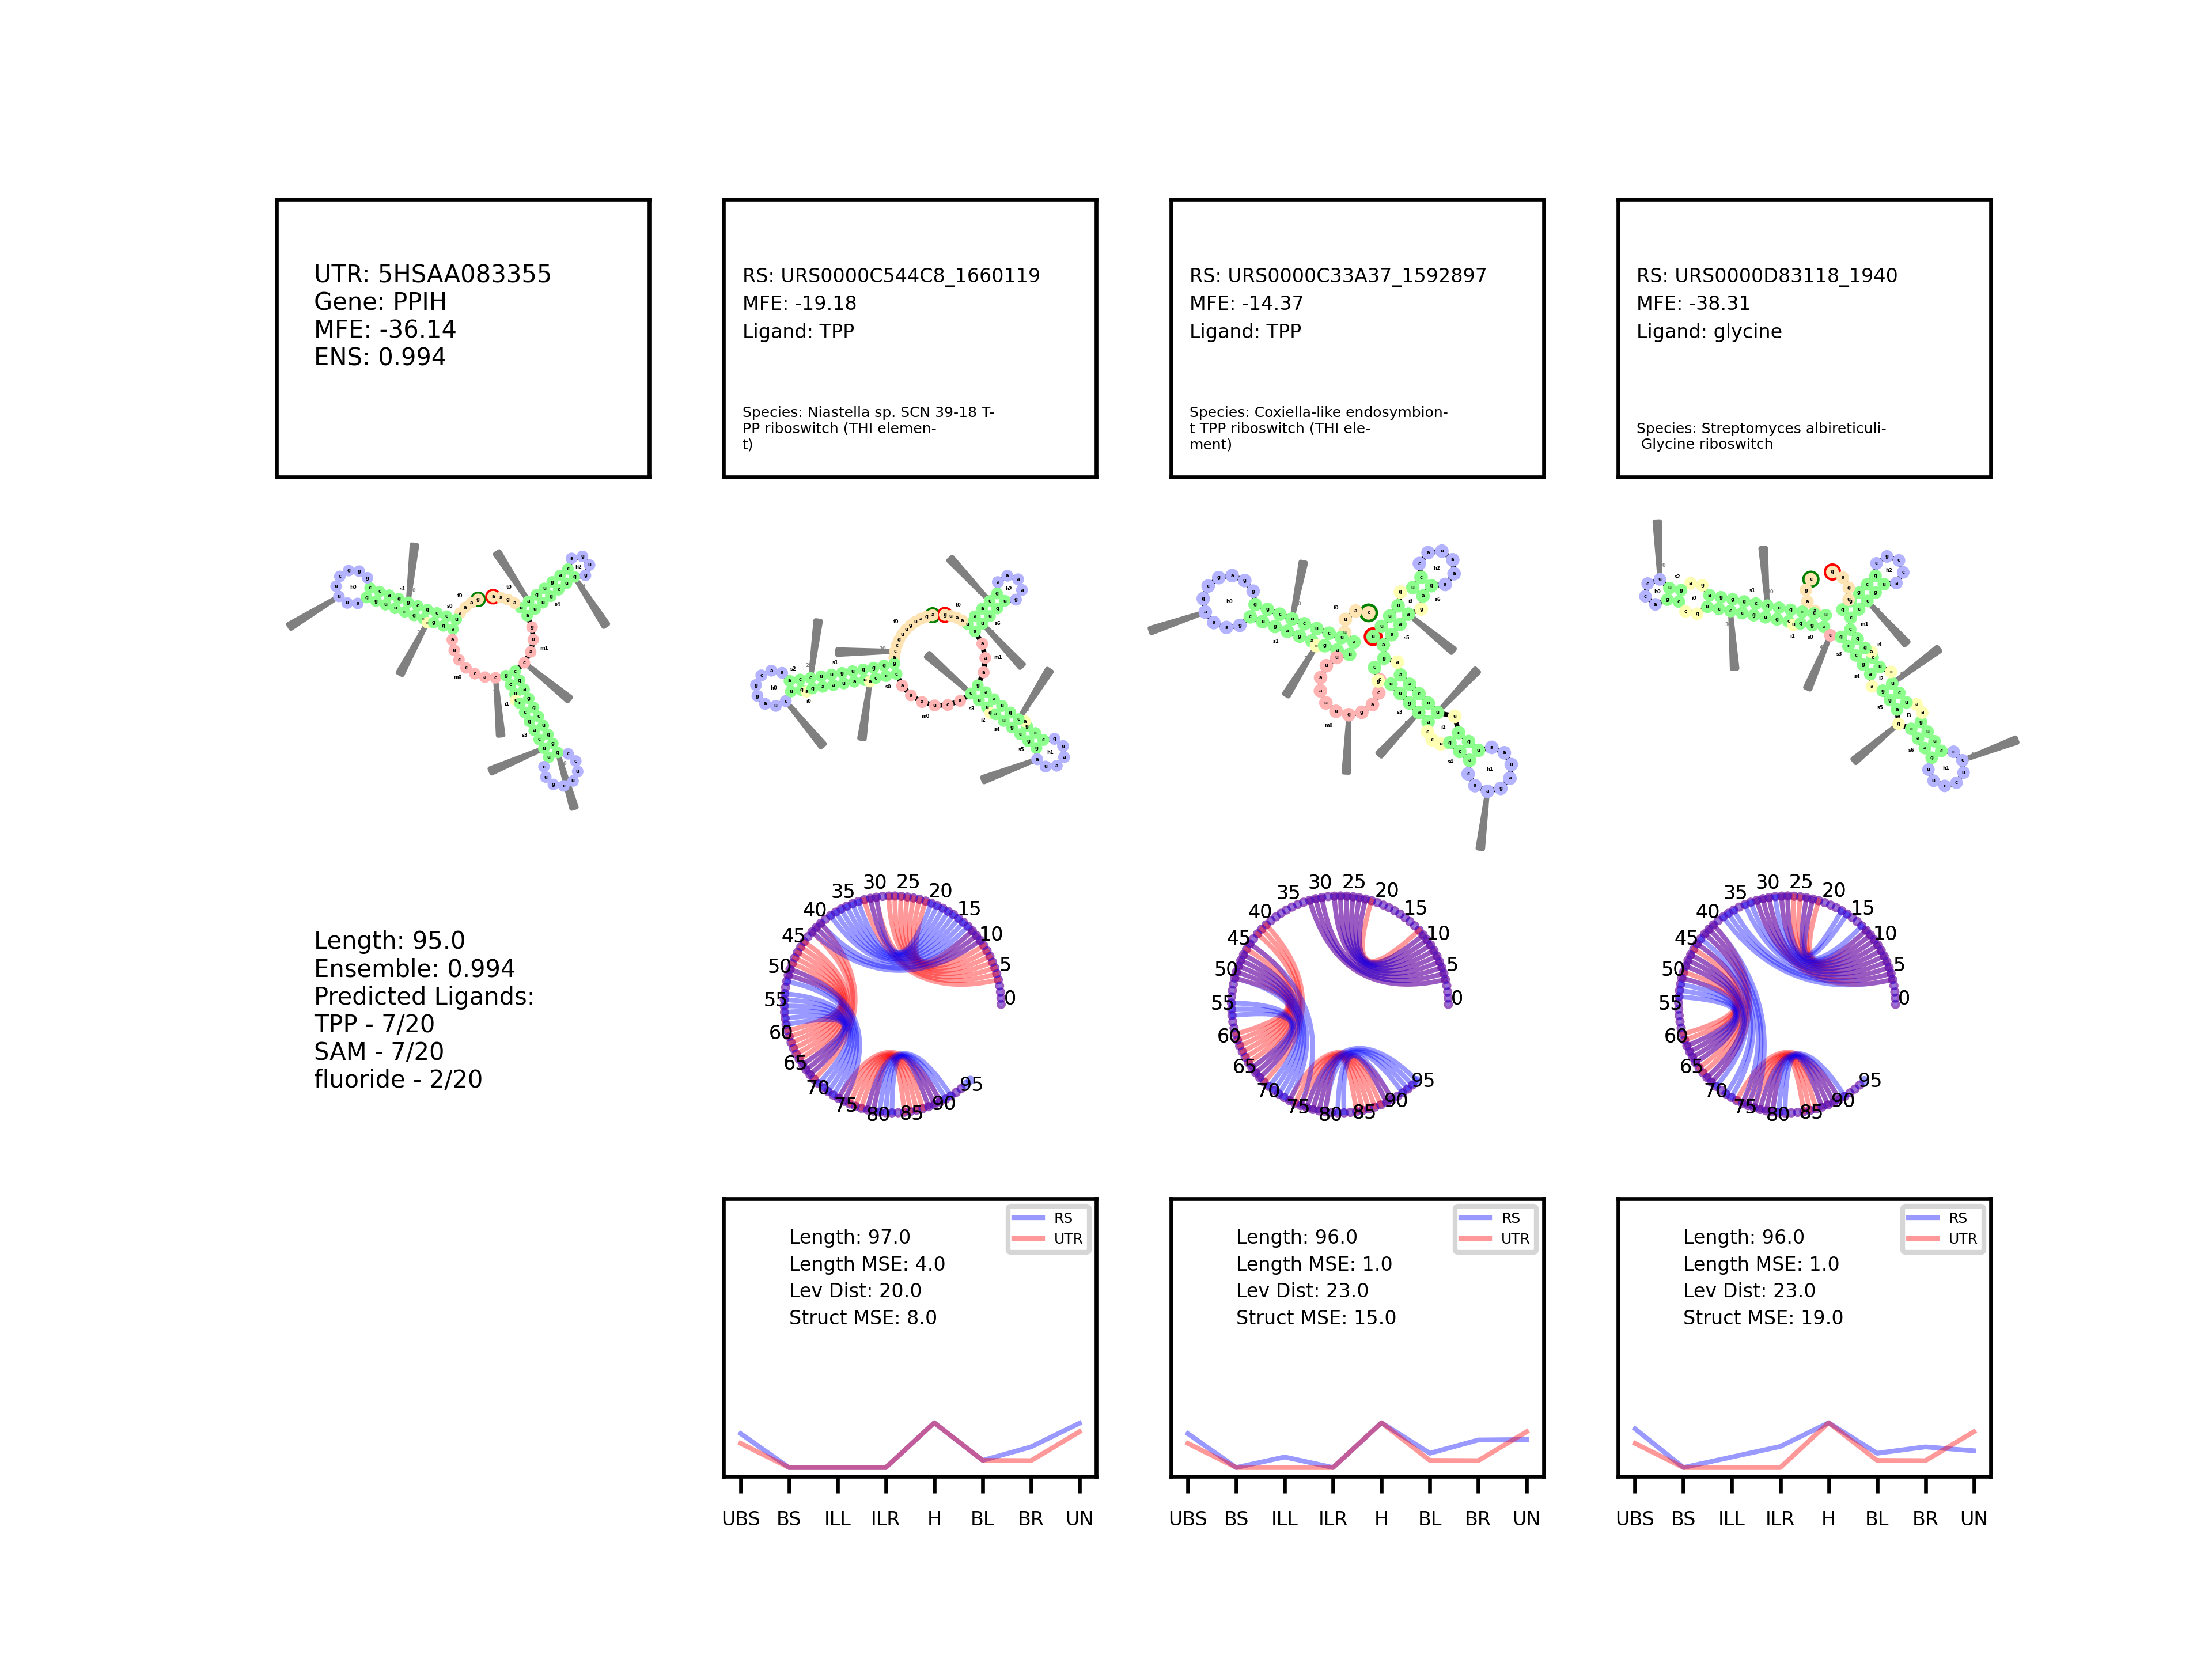 UTR: 5HSAA083355
Gene: PPIH
MFE: -36.14
ENS: 0.994
RS: URS0000C544C8_1660119
MFE: -19.18
Ligand: TPP
Species: Niastella sp. SCN 39-18 T-
PP riboswitch (THI elemen-
t)
RS: URS0000C33A37_1592897
MFE: -14.37
Ligand: TPP
Species: Coxiella-like endosymbion-
t TPP riboswitch (THI ele-
ment)
RS: URS0000D83118_1940
MFE: -38.31
Ligand: glycine
Species: Streptomyces albireticuli-
Glycine riboswitch
Length: 95.0
Ensemble: 0.994
Predicted Ligands:
TPP - 7/20
SAM - 7/20
fluoride - 2/20
0 5 10 15 20 25 30 35 40 45 50 55 60 65 70 75 80 85 90 95
0 5 10 15 20 25 30 35 40 45 50 55 60 65 70 75 80 85 90 95
0 5 10 15 20 25 30 35 40 45 50 55 60 65 70 75 80 85 90 95
RS
UTR
Length: 97.0
Length MSE: 4.0
Lev Dist: 20.0
Struct MSE: 8.0
UBS BS ILL ILR H BL BR UN
RS
UTR
Length: 96.0
Length MSE: 1.0
Lev Dist: 23.0
Struct MSE: 15.0
UBS BS ILL ILR H BL BR UN
RS
UTR
Length: 96.0
Length MSE: 1.0
Lev Dist: 23.0
Struct MSE: 19.0
UBS BS ILL ILR H BL BR UN